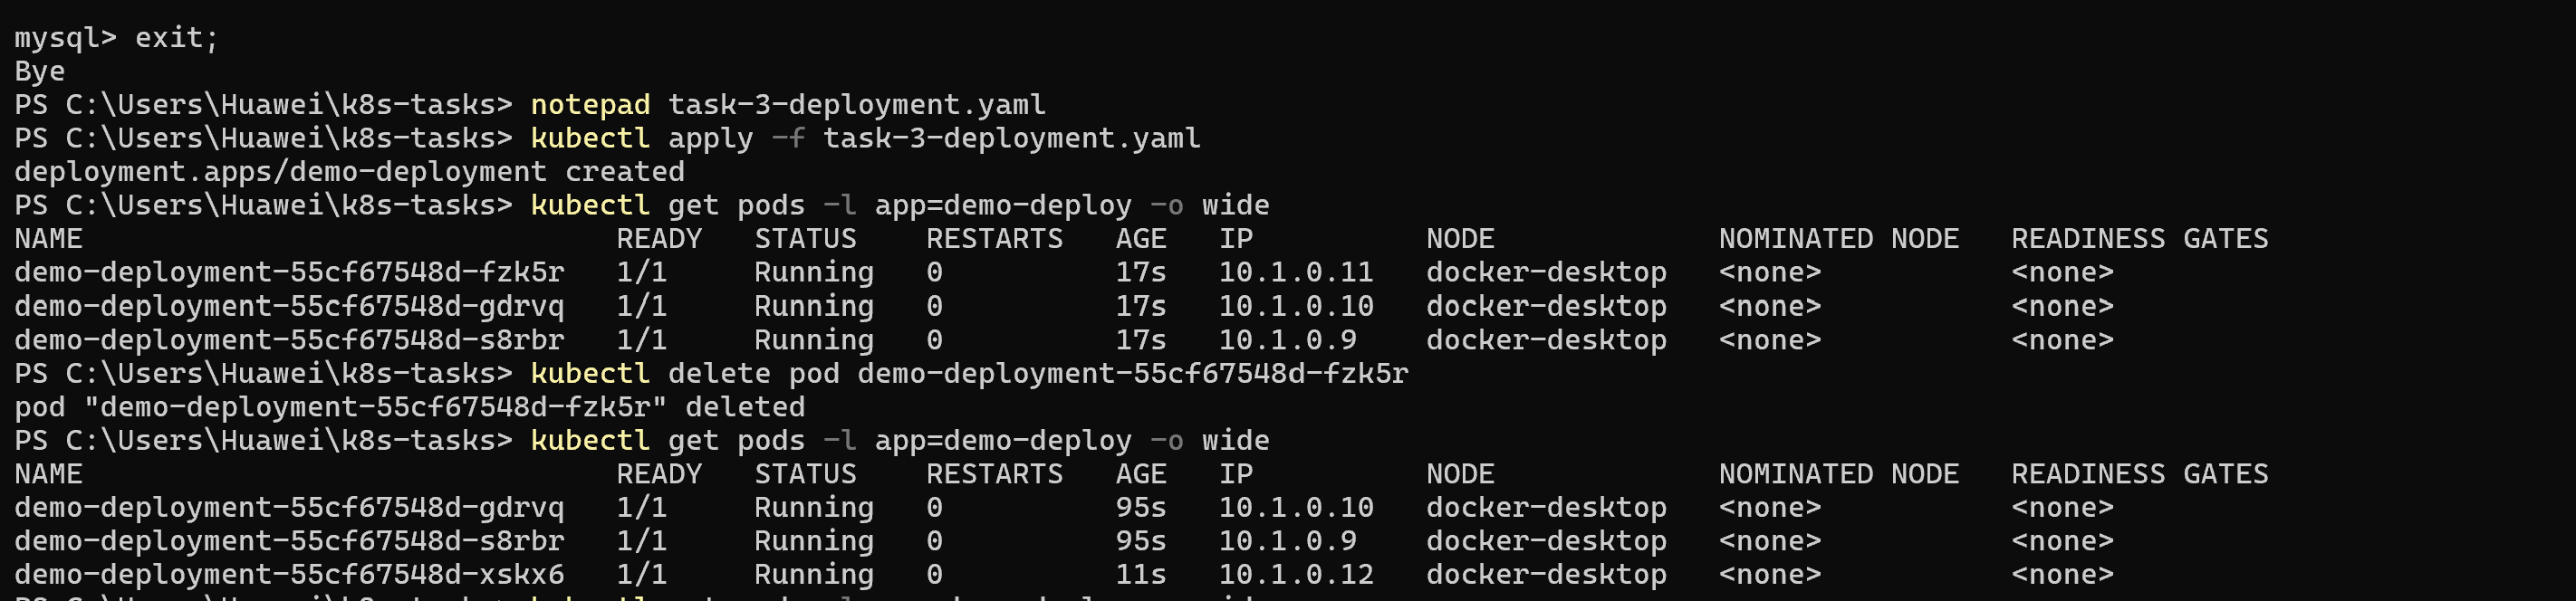 mysql> exit;
Bye
PS C:\Users\Huawei\k8s-tasks> notepad task-3-deployment.yaml
PS C:\Users\Huawei\k8s-tasks> kubectl apply -f task-3-deployment.yaml
deployment.apps/demo-deployment created
PS C:\Users\Huawei\k8s-tasks> kubectl get pods -l app=demo-deploy -o wide
NAME                               READY   STATUS    RESTARTS   AGE   IP          NODE             NOMINATED NODE   READINESS GATES
demo-deployment-55cf67548d-fzk5r   1/1     Running   0          17s   10.1.0.11   docker-desktop   <none>           <none>
demo-deployment-55cf67548d-gdrvq   1/1     Running   0          17s   10.1.0.10   docker-desktop   <none>           <none>
demo-deployment-55cf67548d-s8rbr   1/1     Running   0          17s   10.1.0.9    docker-desktop   <none>           <none>
PS C:\Users\Huawei\k8s-tasks> kubectl delete pod demo-deployment-55cf67548d-fzk5r
pod "demo-deployment-55cf67548d-fzk5r" deleted
PS C:\Users\Huawei\k8s-tasks> kubectl get pods -l app=demo-deploy -o wide
NAME                               READY   STATUS    RESTARTS   AGE   IP          NODE             NOMINATED NODE   READINESS GATES
demo-deployment-55cf67548d-gdrvq   1/1     Running   0          95s   10.1.0.10   docker-desktop   <none>           <none>
demo-deployment-55cf67548d-s8rbr   1/1     Running   0          95s   10.1.0.9    docker-desktop   <none>           <none>
demo-deployment-55cf67548d-xskx6   1/1     Running   0          11s   10.1.0.12   docker-desktop   <none>           <none>